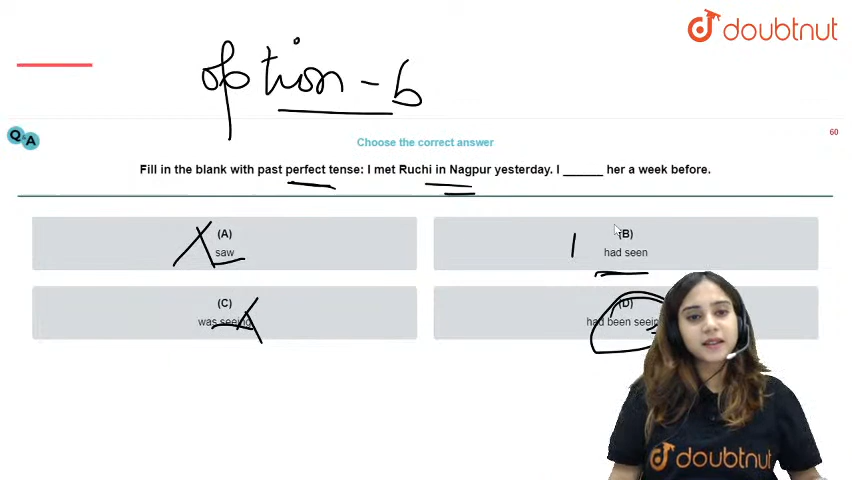 doubtnut
option - b
Q&A
60
Choose the correct answer
Fill in the blank with past perfect tense: I met Ruchi in Nagpur yesterday. I ______ her a week before.
(A)
saw
(B)
had seen
(C)
was seeing
(D)
had been
doubtnut